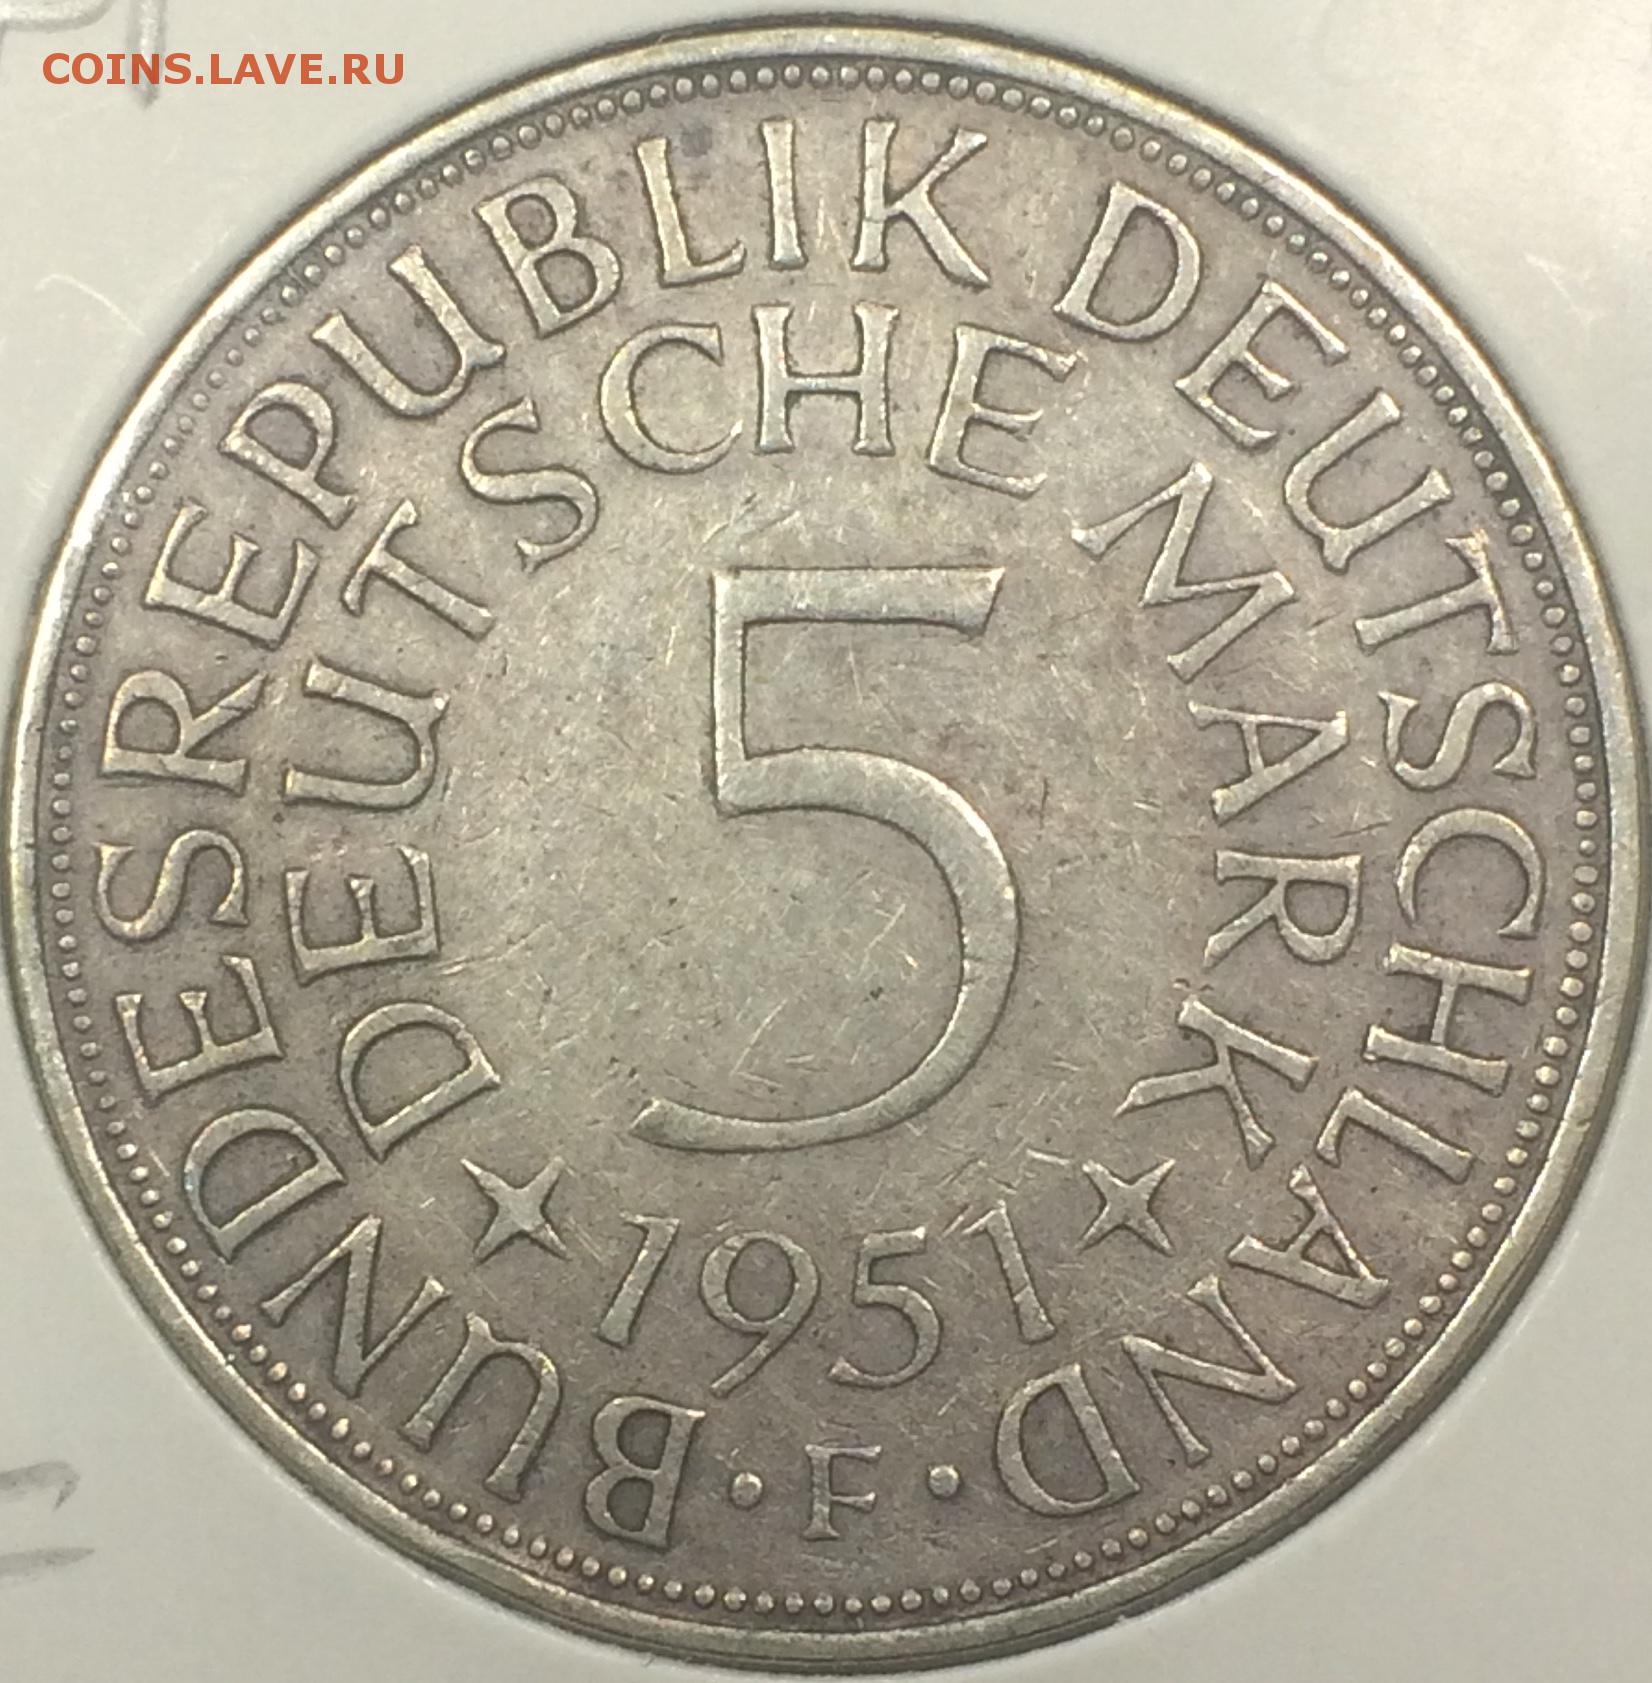 COINS.LAVE.RU
BUNDESREPUBLIK DEUTSCHLAND
DEUTSCHE MARK
5
1951
· F ·